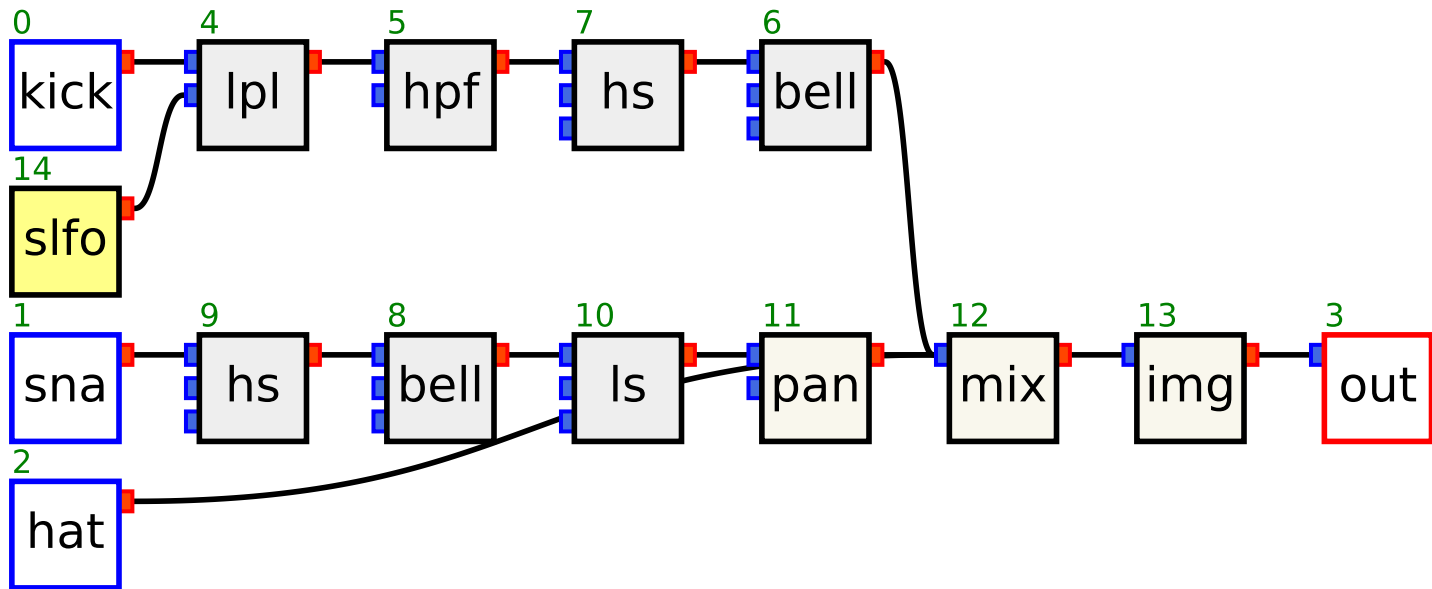 0 4 5 7 6
kick lpl hpf hs bell
14
slfo
1 9 8 10 11 12 13 3
sna hs bell ls pan mix img out
2
hat